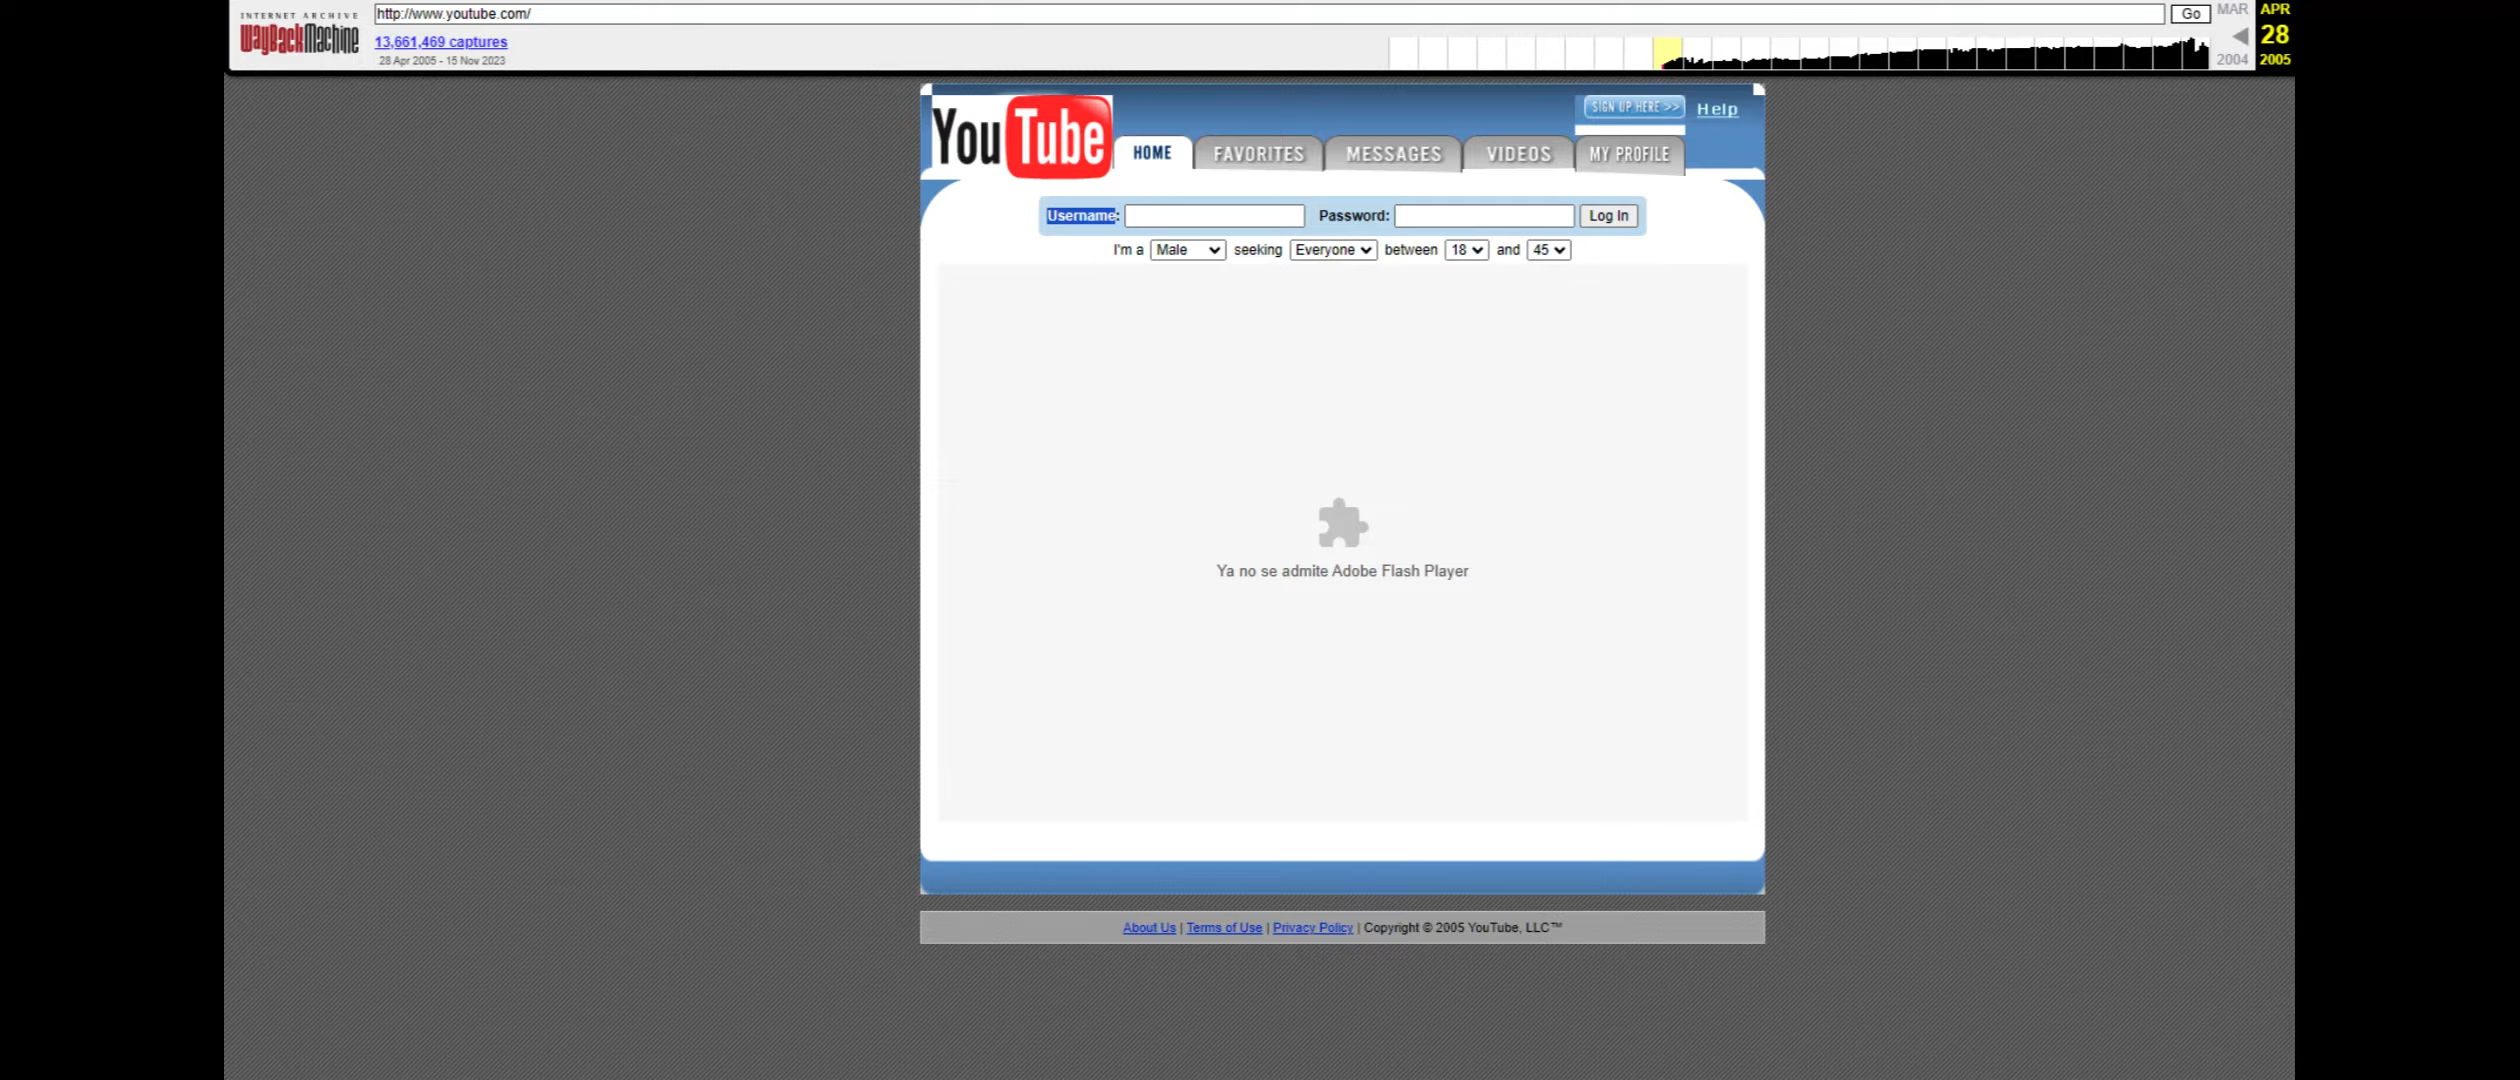 INTERNET ARCHIVE
WayBackMachine
http://www.youtube.com/
Go
MAR
APR
13,661,469 captures
28
28 Apr 2005 - 15 Nov 2023
2004
2005
YouTube
SIGN UP HERE >>
Help
HOME
FAVORITES
MESSAGES
VIDEOS
MY PROFILE
Username:
Password:
Log In
I'm a Male seeking Everyone between 18 and 45
Ya no se admite Adobe Flash Player
About Us | Terms of Use | Privacy Policy | Copyright © 2005 YouTube, LLC™